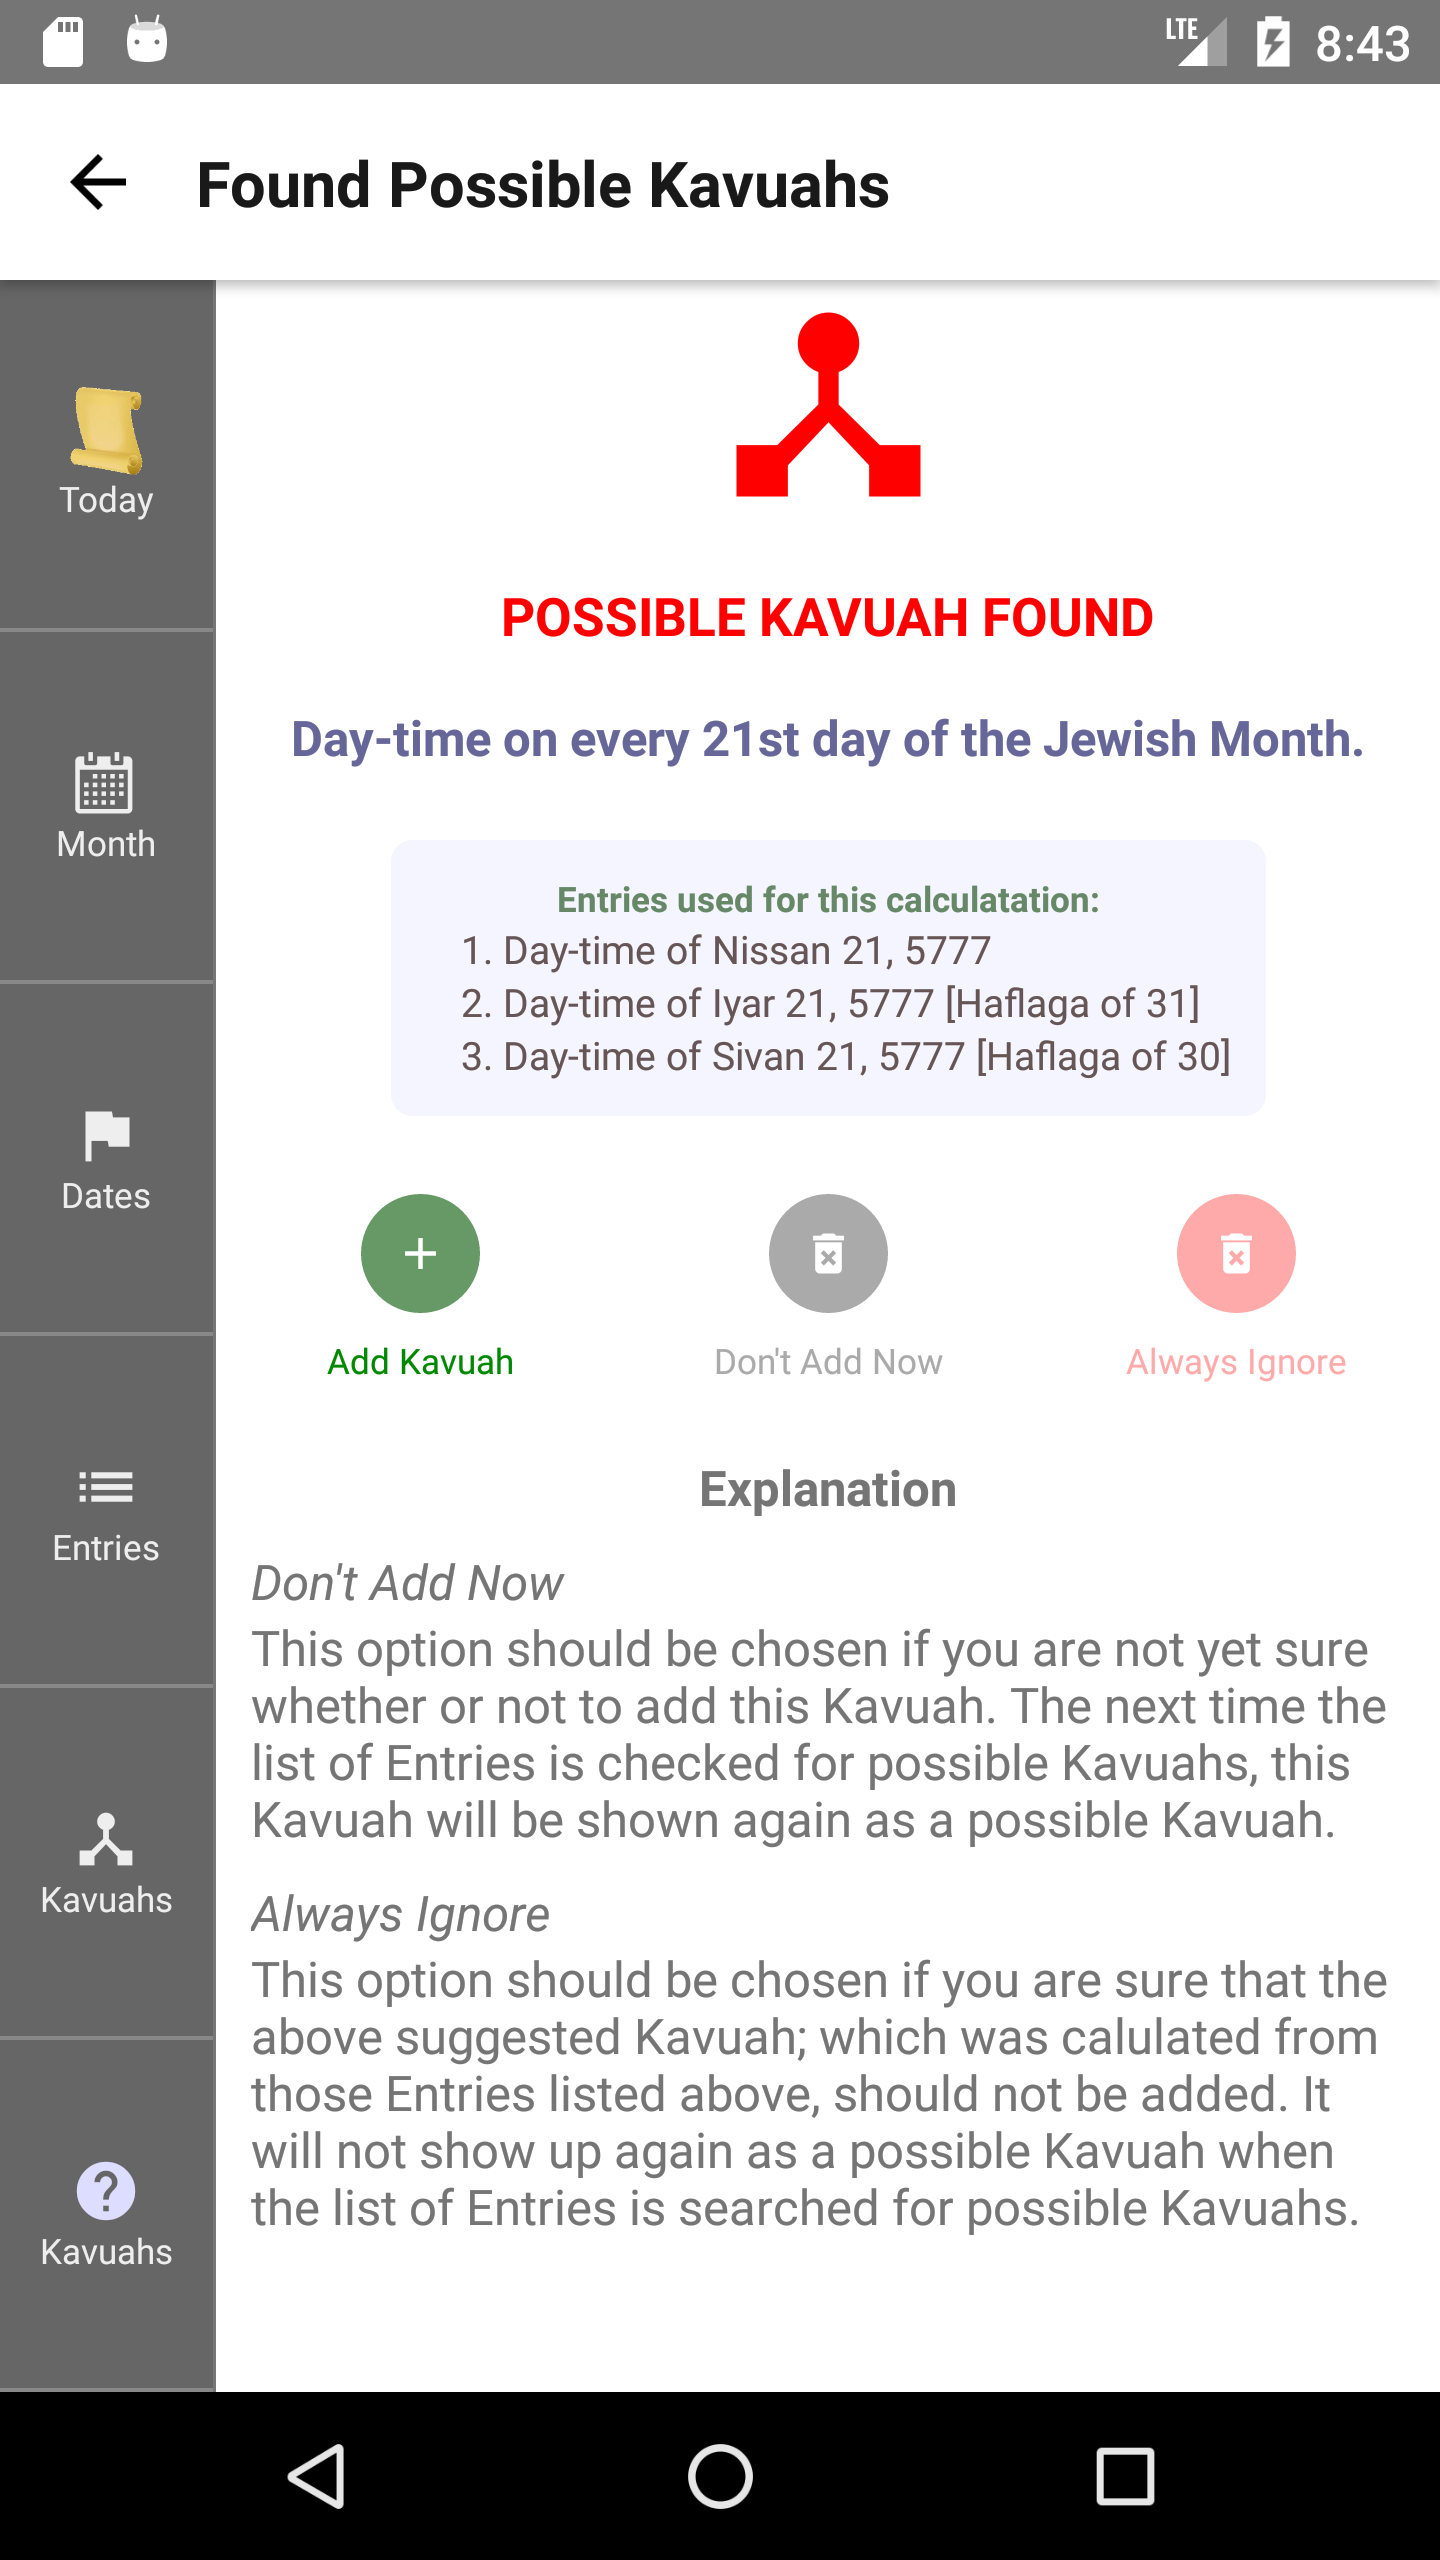 LTE 8:43
Found Possible Kavuahs
Today
Month
Dates
Entries
Kavuahs
Kavuahs
POSSIBLE KAVUAH FOUND
Day-time on every 21st day of the Jewish Month.
Entries used for this calculatation:
1. Day-time of Nissan 21, 5777
2. Day-time of Iyar 21, 5777 [Haflaga of 31]
3. Day-time of Sivan 21, 5777 [Haflaga of 30]
Add Kavuah
Don't Add Now
Always Ignore
Explanation
Don't Add Now
This option should be chosen if you are not yet sure
whether or not to add this Kavuah. The next time the
list of Entries is checked for possible Kavuahs, this
Kavuah will be shown again as a possible Kavuah.
Always Ignore
This option should be chosen if you are sure that the
above suggested Kavuah; which was calulated from
those Entries listed above, should not be added. It
will not show up again as a possible Kavuah when
the list of Entries is searched for possible Kavuahs.